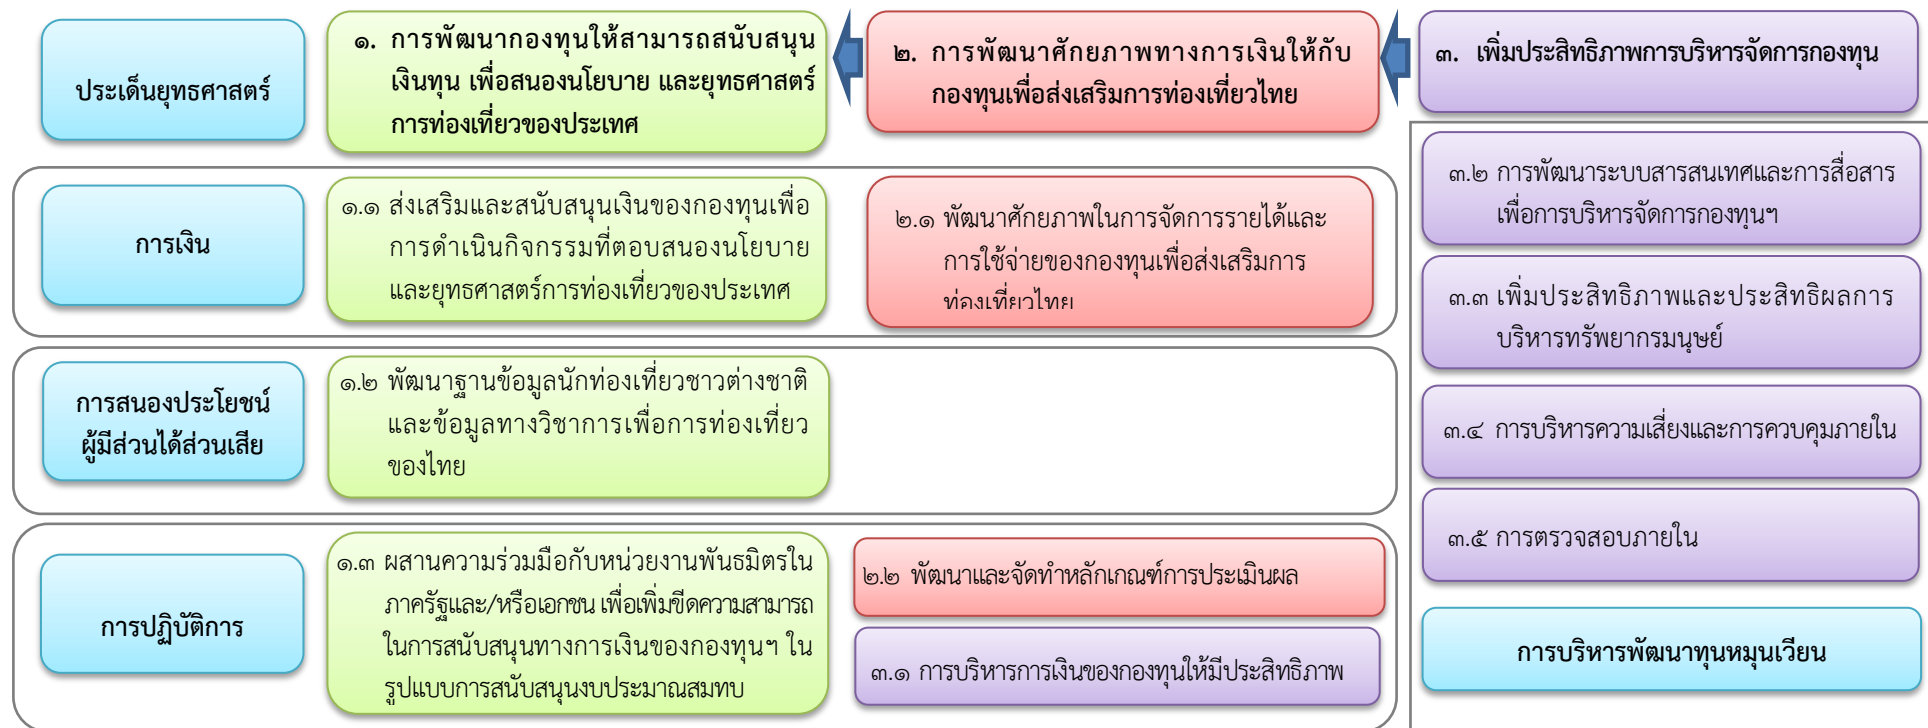 ประเด็นยุทธศาสตร์
๑. การพัฒนากองทุนให้สามารถสนับสนุน
เงินทุน เพื่อสนองนโยบาย และยุทธศาสตร์
การท่องเที่ยวของประเทศ
๒. การพัฒนาศักยภาพทางการเงินให้กับ
กองทุนเพื่อส่งเสริมการท่องเที่ยวไทย
๓. เพิ่มประสิทธิภาพการบริหารจัดการกองทุน
การเงิน
๑.๑ ส่งเสริมและสนับสนุนเงินของกองทุนเพื่อ
การดำเนินกิจกรรมที่ตอบสนองนโยบาย
และยุทธศาสตร์การท่องเที่ยวของประเทศ
๒.๑ พัฒนาศักยภาพในการจัดการรายได้และ
การใช้จ่ายของกองทุนเพื่อส่งเสริมการ
ท่องเที่ยวไทย
การสนองประโยชน์
ผู้มีส่วนได้ส่วนเสีย
๑.๒ พัฒนาฐานข้อมูลนักท่องเที่ยวชาวต่างชาติ
และข้อมูลทางวิชาการเพื่อการท่องเที่ยว
ของไทย
การปฏิบัติการ
๑.๓ ผสานความร่วมมือกับหน่วยงานพันธมิตรใน
ภาครัฐและ/หรือเอกชน เพื่อเพิ่มขีดความสามารถ
ในการสนับสนุนทางการเงินของกองทุนฯ ใน
รูปแบบการสนับสนุนงบประมาณสมทบ
๒.๒ พัฒนาและจัดทำหลักเกณฑ์การประเมินผล
๓.๑ การบริหารการเงินของกองทุนให้มีประสิทธิภาพ
๓.๒ การพัฒนาระบบสารสนเทศและการสื่อสาร
เพื่อการบริหารจัดการกองทุนฯ
๓.๓ เพิ่มประสิทธิภาพและประสิทธิผลการ
บริหารทรัพยากรมนุษย์
๓.๔ การบริหารความเสี่ยงและการควบคุมภายใน
๓.๕ การตรวจสอบภายใน
การบริหารพัฒนาทุนหมุนเวียน